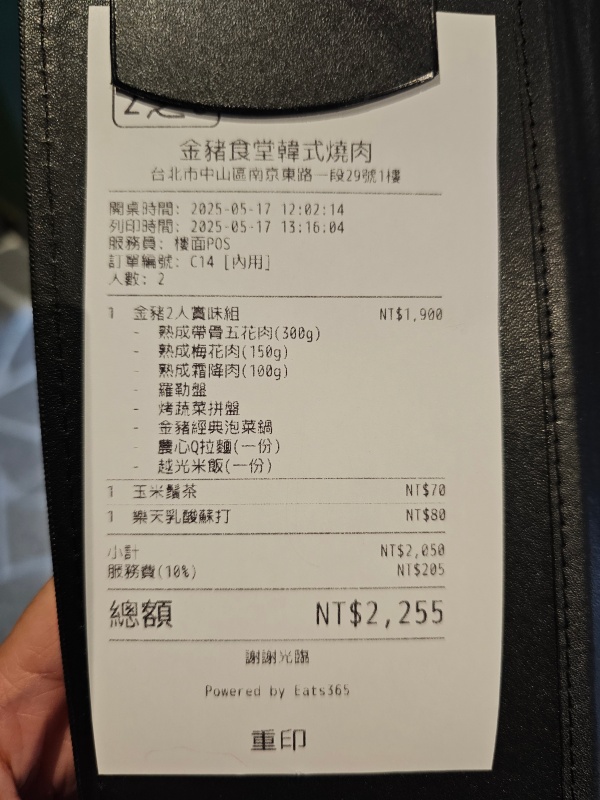 金豬食堂韓式燒肉
台北市中山區南京東路一段29號1樓
開桌時間: 2025-05-17 12:02:14
列印時間: 2025-05-17 13:16:04
服務員: 樓面POS
訂單編號: C14 [內用]
人數: 2
1 金豬2人賞味組 NT$1,900
- 熟成帶骨五花肉(300g)
- 熟成梅花肉(150g)
- 熟成霜降肉(100g)
- 羅勒盤
- 烤蔬菜拼盤
- 金豬經典泡菜鍋
- 農心Q拉麵(一份)
- 越光米飯(一份)
1 玉米鬚茶 NT$70
1 樂天乳酸蘇打 NT$80
小計 NT$2,050
服務費(10%) NT$205
總額 NT$2,255
謝謝光臨
Powered by Eats365
重印